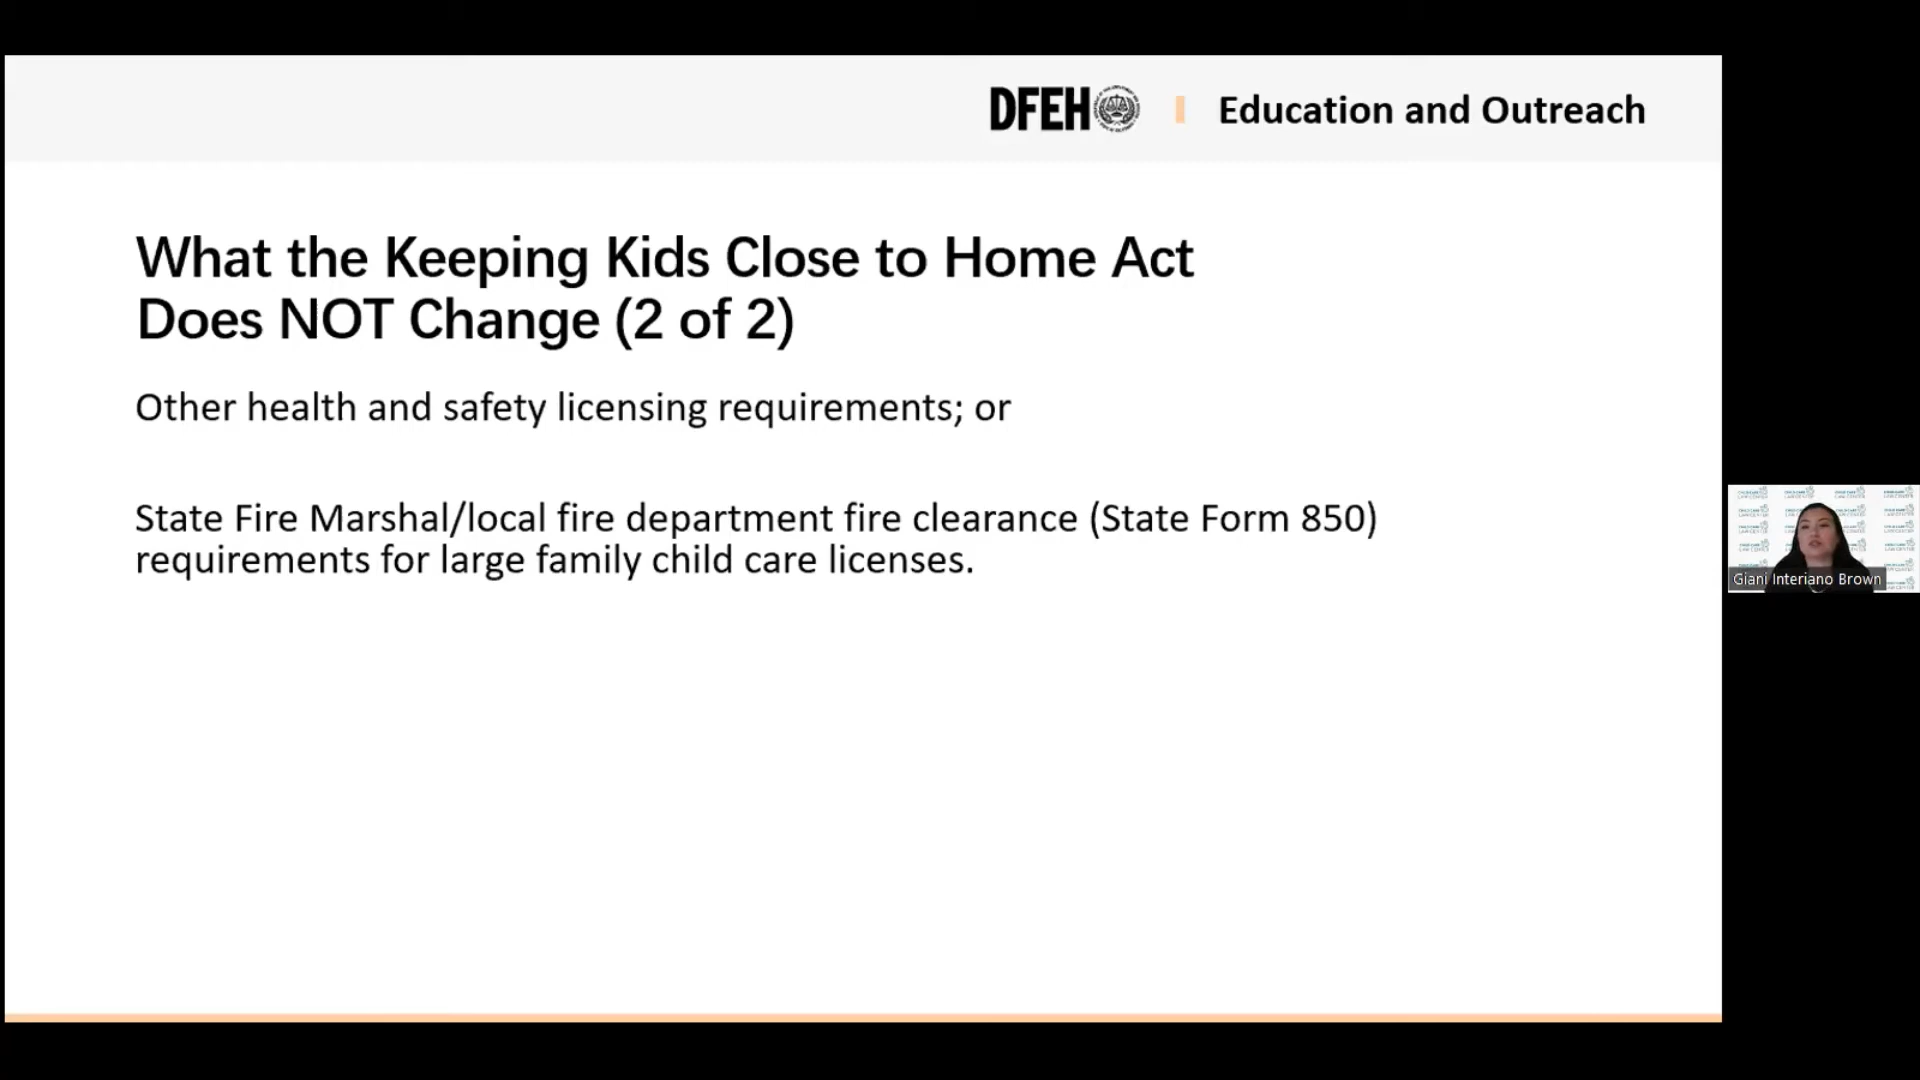 DFEH
Education and Outreach
What the Keeping Kids Close to Home Act
Does NOT Change (2 of 2)
Other health and safety licensing requirements; or
State Fire Marshal/local fire department fire clearance (State Form 850)
requirements for large family child care licenses.
Giani Interiano Brown